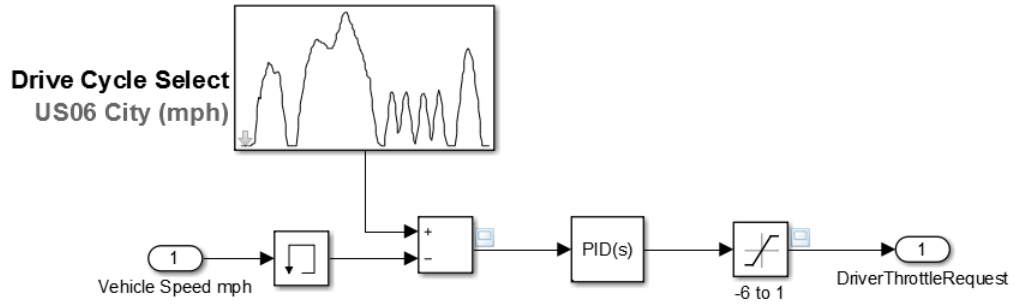 Drive Cycle Select
US06 City (mph)
+
−
PID(s)
1
Vehicle Speed mph
-6 to 1
1
DriverThrottleRequest